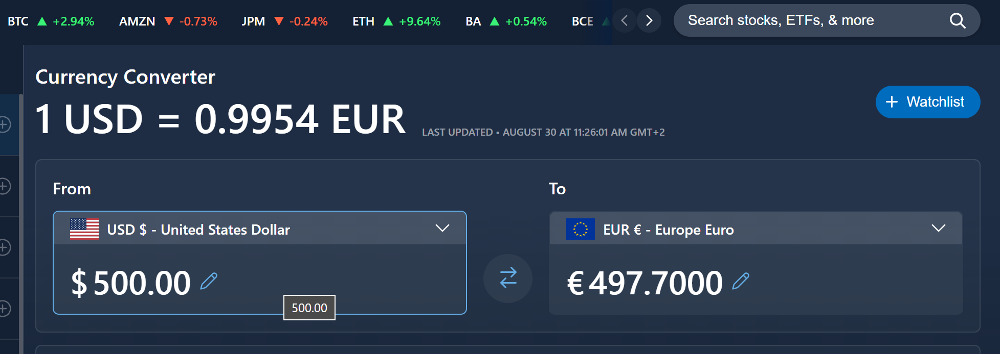 BTC ▲ +2.94% AMZN ▼ -0.73% JPM ▼ -0.24% ETH ▲ +9.64% BA ▲ +0.54% BCE ▲ Search stocks, ETFs, & more
Currency Converter
1 USD = 0.9954 EUR LAST UPDATED • AUGUST 30 AT 11:26:01 AM GMT+2
+ Watchlist
From
USD $ - United States Dollar
$500.00
500.00
To
EUR € - Europe Euro
€497.7000